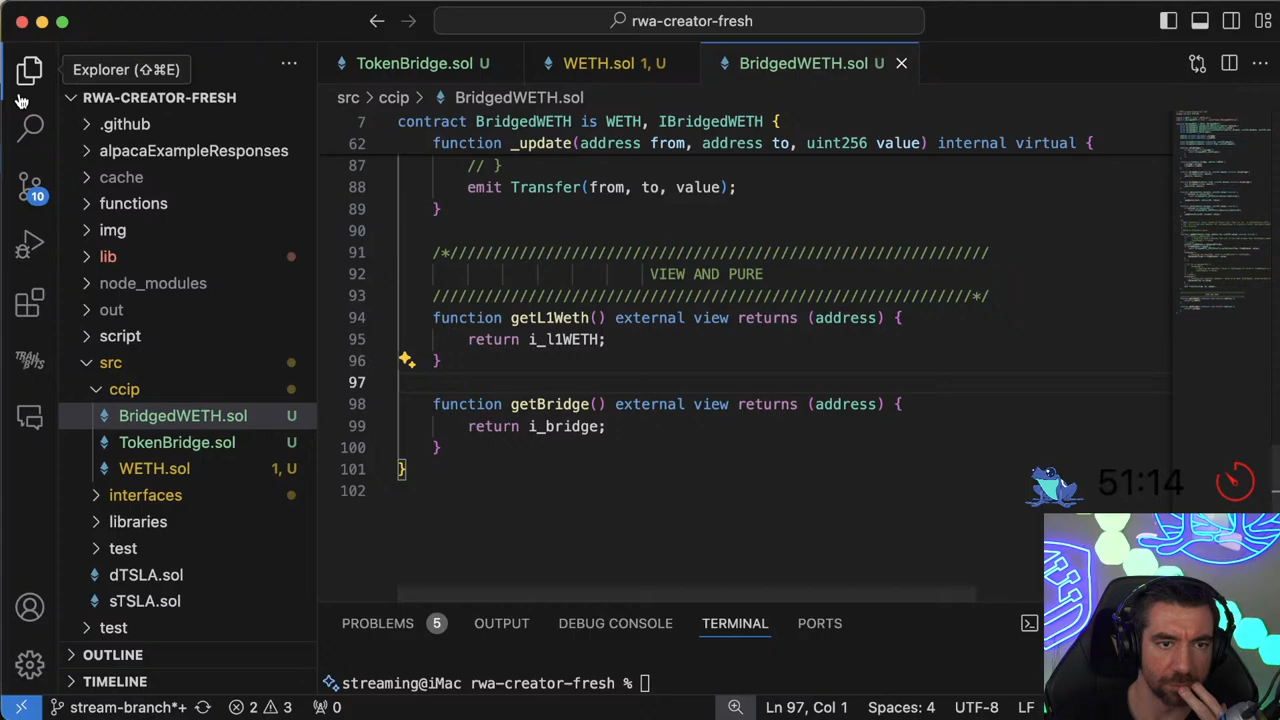 rwa-creator-fresh
Explorer (⇧⌘E)
TokenBridge.sol U
WETH.sol 1, U
BridgedWETH.sol U
RWA-CREATOR-FRESH
src > ccip > BridgedWETH.sol
.github
alpacaExampleResponses
cache
functions
img
lib
node_modules
out
script
src
ccip
BridgedWETH.sol U
TokenBridge.sol U
WETH.sol 1, U
interfaces
libraries
test
dTSLA.sol
sTSLA.sol
test
OUTLINE
TIMELINE
10
TRAIL OF BITS
7 contract BridgedWETH is WETH, IBridgedWETH {
62 function _update(address from, address to, uint256 value) internal virtual {
87 // }
88 emit Transfer(from, to, value);
89 }
90
91 /*//////////////////////////////////////////////////////////////
92 VIEW AND PURE
93 //////////////////////////////////////////////////////////////*/
94 function getL1Weth() external view returns (address) {
95 return i_l1WETH;
96 }
97
98 function getBridge() external view returns (address) {
99 return i_bridge;
100 }
101 }
102
51:14
PROBLEMS 5 OUTPUT DEBUG CONSOLE TERMINAL PORTS
streaming@iMac rwa-creator-fresh %
stream-branch*+ 2 3 0 Ln 97, Col 1 Spaces: 4 UTF-8 LF